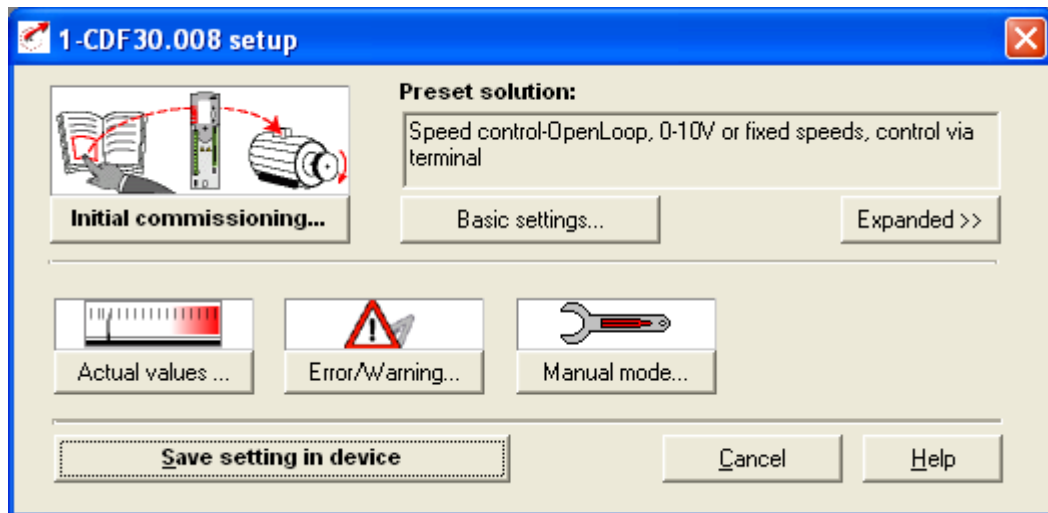 1-CDF30.008 setup
Preset solution:
Speed control-OpenLoop, 0-10V or fixed speeds, control via
terminal
Initial commissioning...
Basic settings...
Expanded >>
Actual values ...
Error/Warning...
Manual mode...
Save setting in device
Cancel
Help